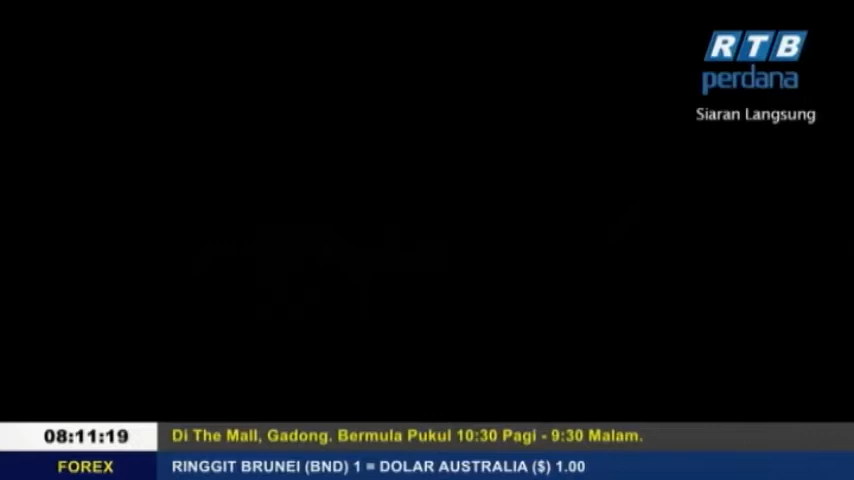 RTB
perdana
Siaran Langsung
08:11:19
Di The Mall, Gadong. Bermula Pukul 10:30 Pagi - 9:30 Malam.
FOREX
RINGGIT BRUNEI (BND) 1 = DOLAR AUSTRALIA ($) 1.00